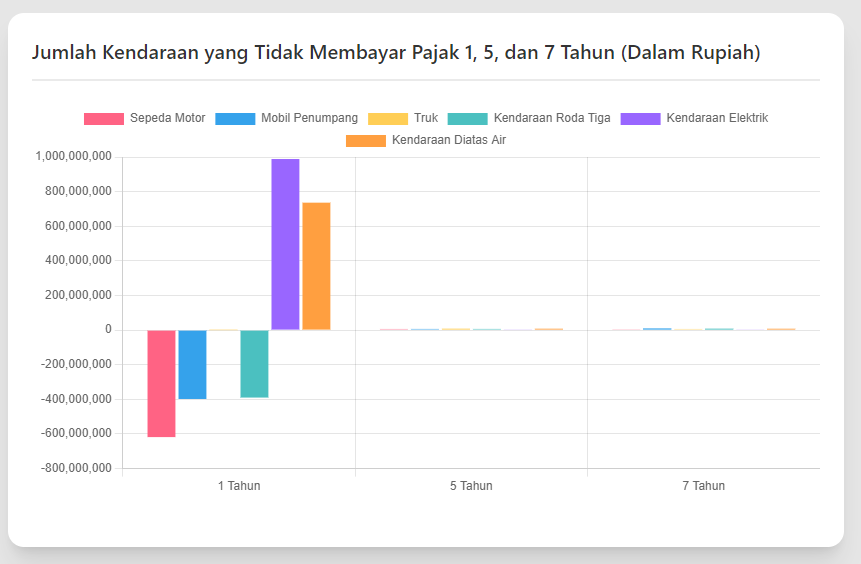 Jumlah Kendaraan yang Tidak Membayar Pajak 1, 5, dan 7 Tahun (Dalam Rupiah)
Sepeda Motor Mobil Penumpang Truk Kendaraan Roda Tiga Kendaraan Elektrik
Kendaraan Diatas Air
1,000,000,000
800,000,000
600,000,000
400,000,000
200,000,000
0
-200,000,000
-400,000,000
-600,000,000
-800,000,000
1 Tahun 5 Tahun 7 Tahun